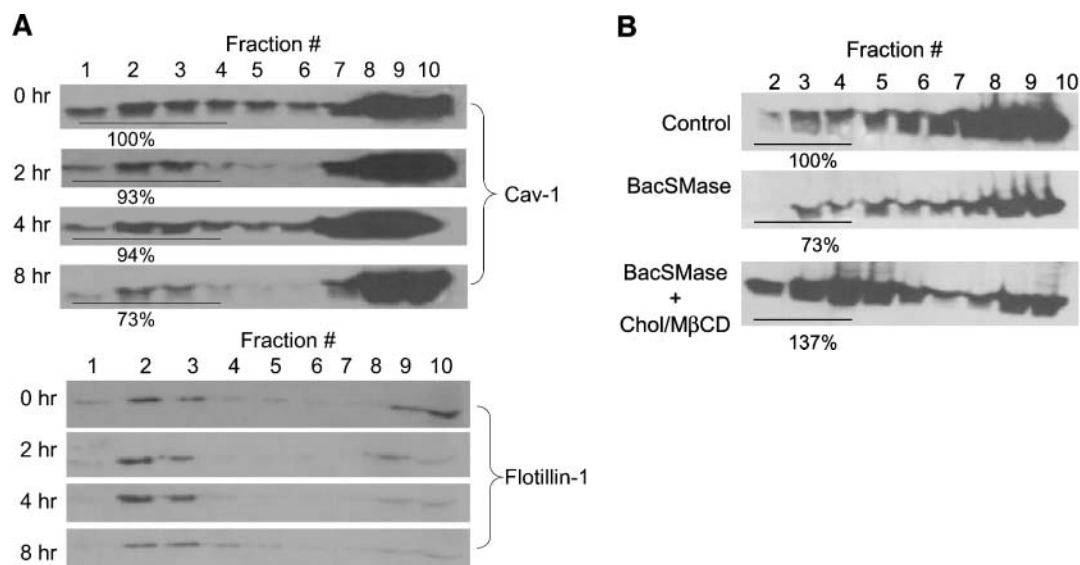 A
Fraction #
1 2 3 4 5 6 7 8 9 10
0 hr
100%
2 hr
93%
Cav-1
4 hr
94%
8 hr
73%
Fraction #
1 2 3 4 5 6 7 8 9 10
0 hr
2 hr
Flotillin-1
4 hr
8 hr
B
Fraction #
2 3 4 5 6 7 8 9 10
Control
100%
BacSMase
73%
BacSMase
+
Chol/MβCD
137%